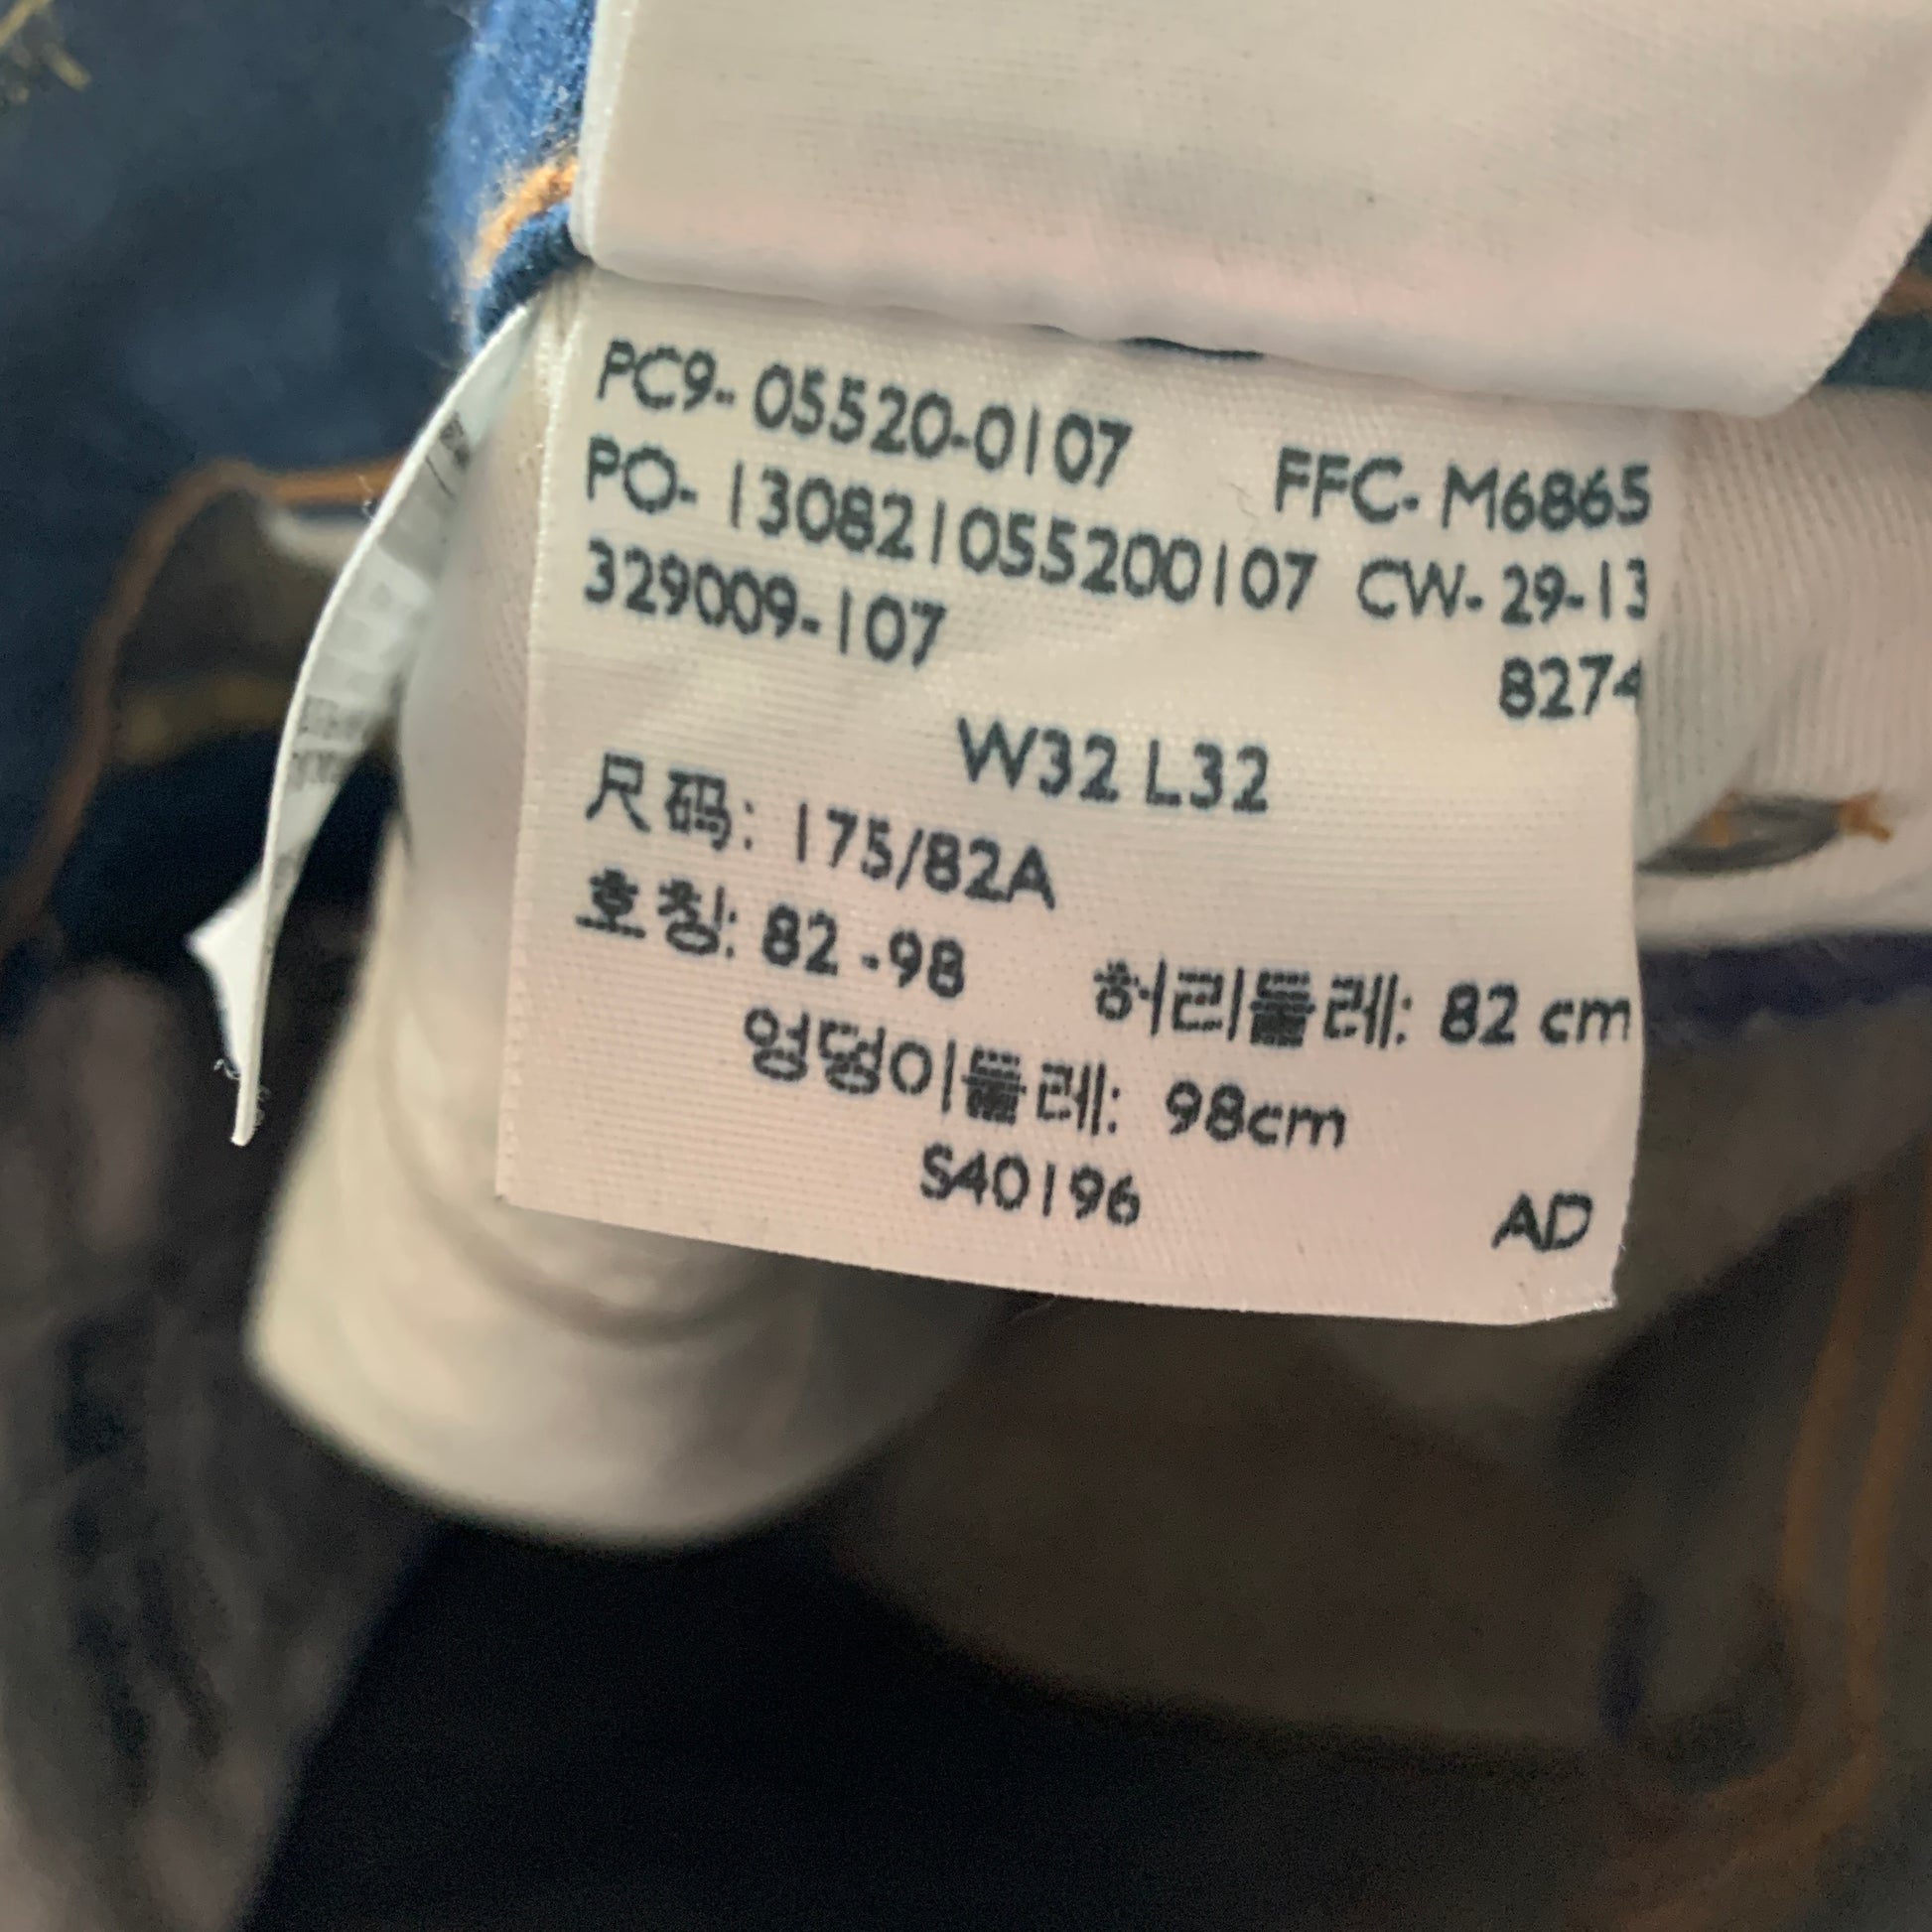 PC9- 05520-0107 FFC- M6865
PO- 130821055200107 CW- 29-13
329009-107 8274
W32 L32
尺码: 175/82A
호칭: 82 -98 허리둘레: 82 cm
엉덩이둘레: 98cm
S40196 AD